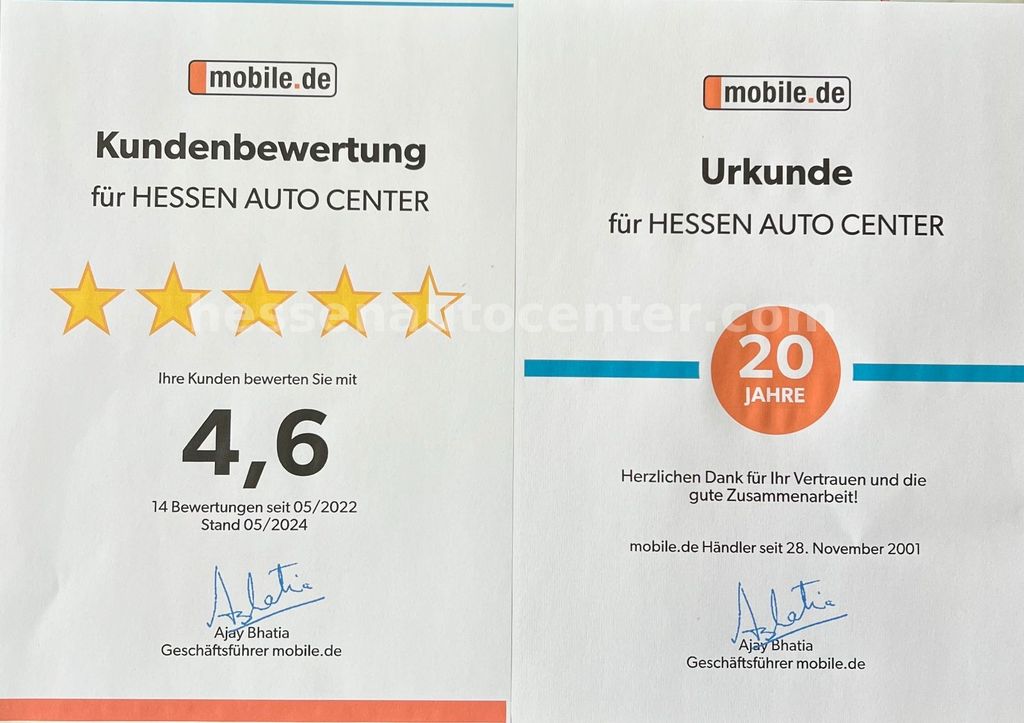 mobile.de
Kundenbewertung
für HESSEN AUTO CENTER
Ihre Kunden bewerten Sie mit
4,6
14 Bewertungen seit 05/2022
Stand 05/2024
ABhatia
Ajay Bhatia
Geschäftsführer mobile.de
mobile.de
Urkunde
für HESSEN AUTO CENTER
20
JAHRE
Herzlichen Dank für Ihr Vertrauen und die
gute Zusammenarbeit!
mobile.de Händler seit 28. November 2001
ABhatia
Ajay Bhatia
Geschäftsführer mobile.de
hessenautocenter.com